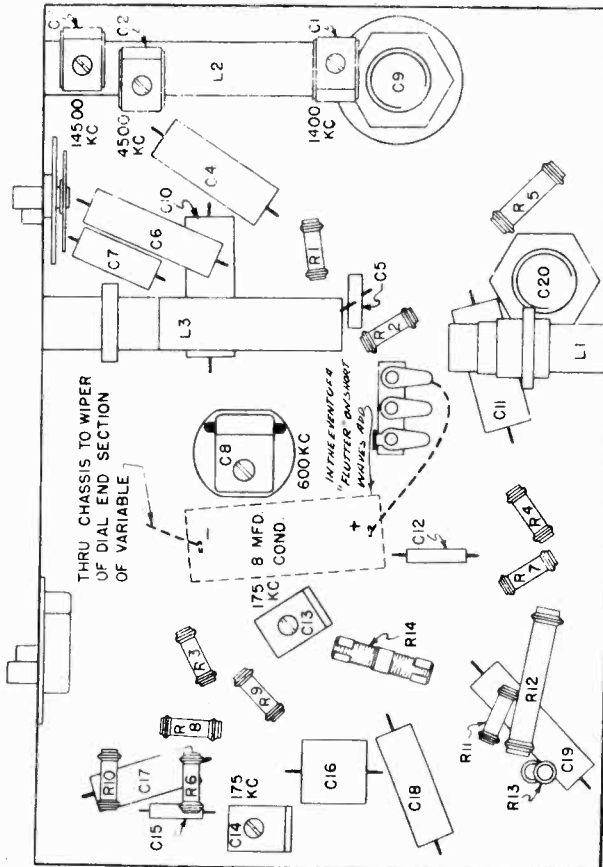 C2
C1
14500
KC
4500
KC
L2
1400
KC
C9
C4
C10
C6
C7
R1
R5
C5
L3
R2
C20
L1
C11
THRU CHASSIS TO WIPER
OF DIAL END SECTION
OF VARIABLE
C8
600KC
IN THE EVENT OF A
"FLUTTER" ON SHORT
WAVES ADD
-
8 MFD.
COND.
+
C12
R4
R7
175
KC
C13
R14
R3
R9
R8
R12
R11
C19
R13
R10
C17
R6
C15
175
KC
C14
C16
C18